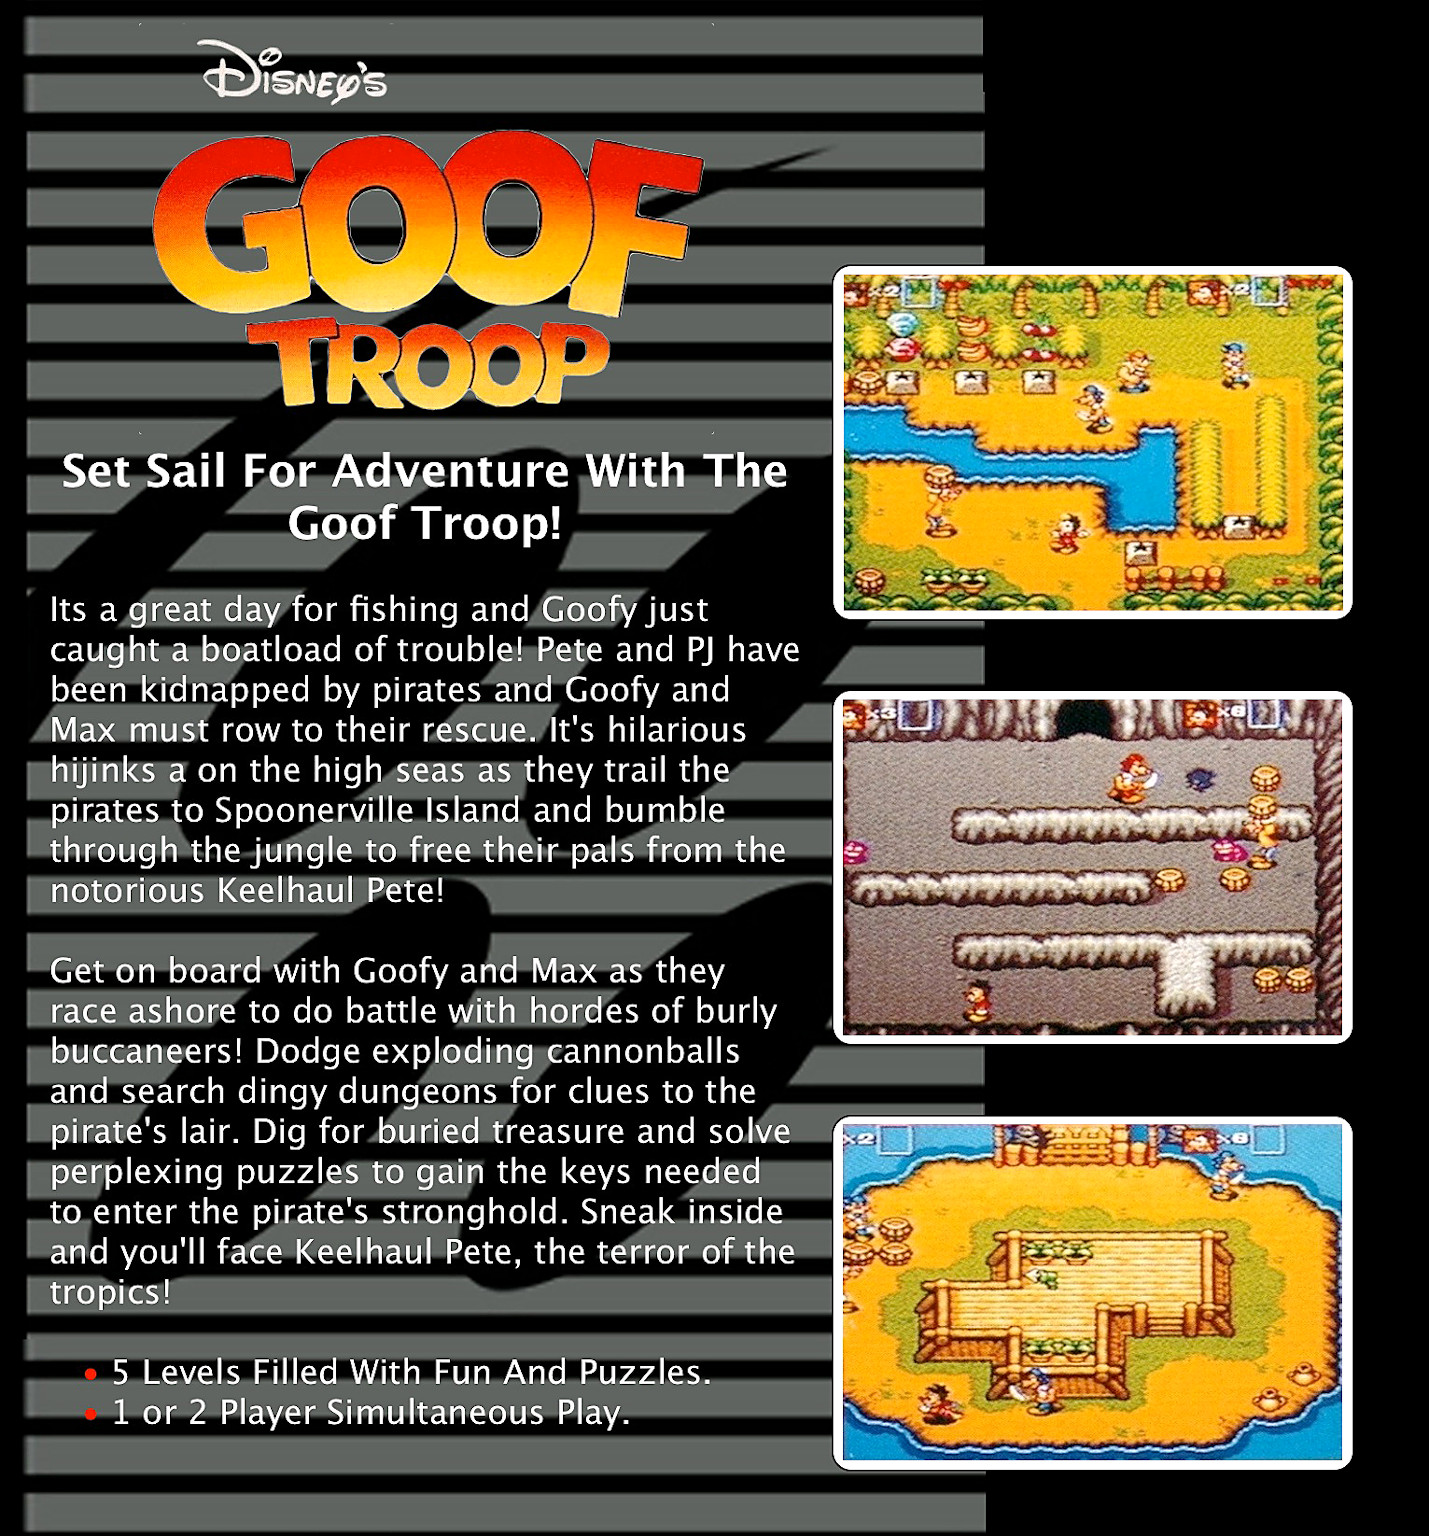 Disney's
GOOF
TROOP
Set Sail For Adventure With The
Goof Troop!
Its a great day for fishing and Goofy just
caught a boatload of trouble! Pete and PJ have
been kidnapped by pirates and Goofy and
Max must row to their rescue. It's hilarious
hijinks a on the high seas as they trail the
pirates to Spoonerville Island and bumble
through the jungle to free their pals from the
notorious Keelhaul Pete!
Get on board with Goofy and Max as they
race ashore to do battle with hordes of burly
buccaneers! Dodge exploding cannonballs
and search dingy dungeons for clues to the
pirate's lair. Dig for buried treasure and solve
perplexing puzzles to gain the keys needed
to enter the pirate's stronghold. Sneak inside
and you'll face Keelhaul Pete, the terror of the
tropics!
• 5 Levels Filled With Fun And Puzzles.
• 1 or 2 Player Simultaneous Play.
x2 x2
x3 x6
x2 x6